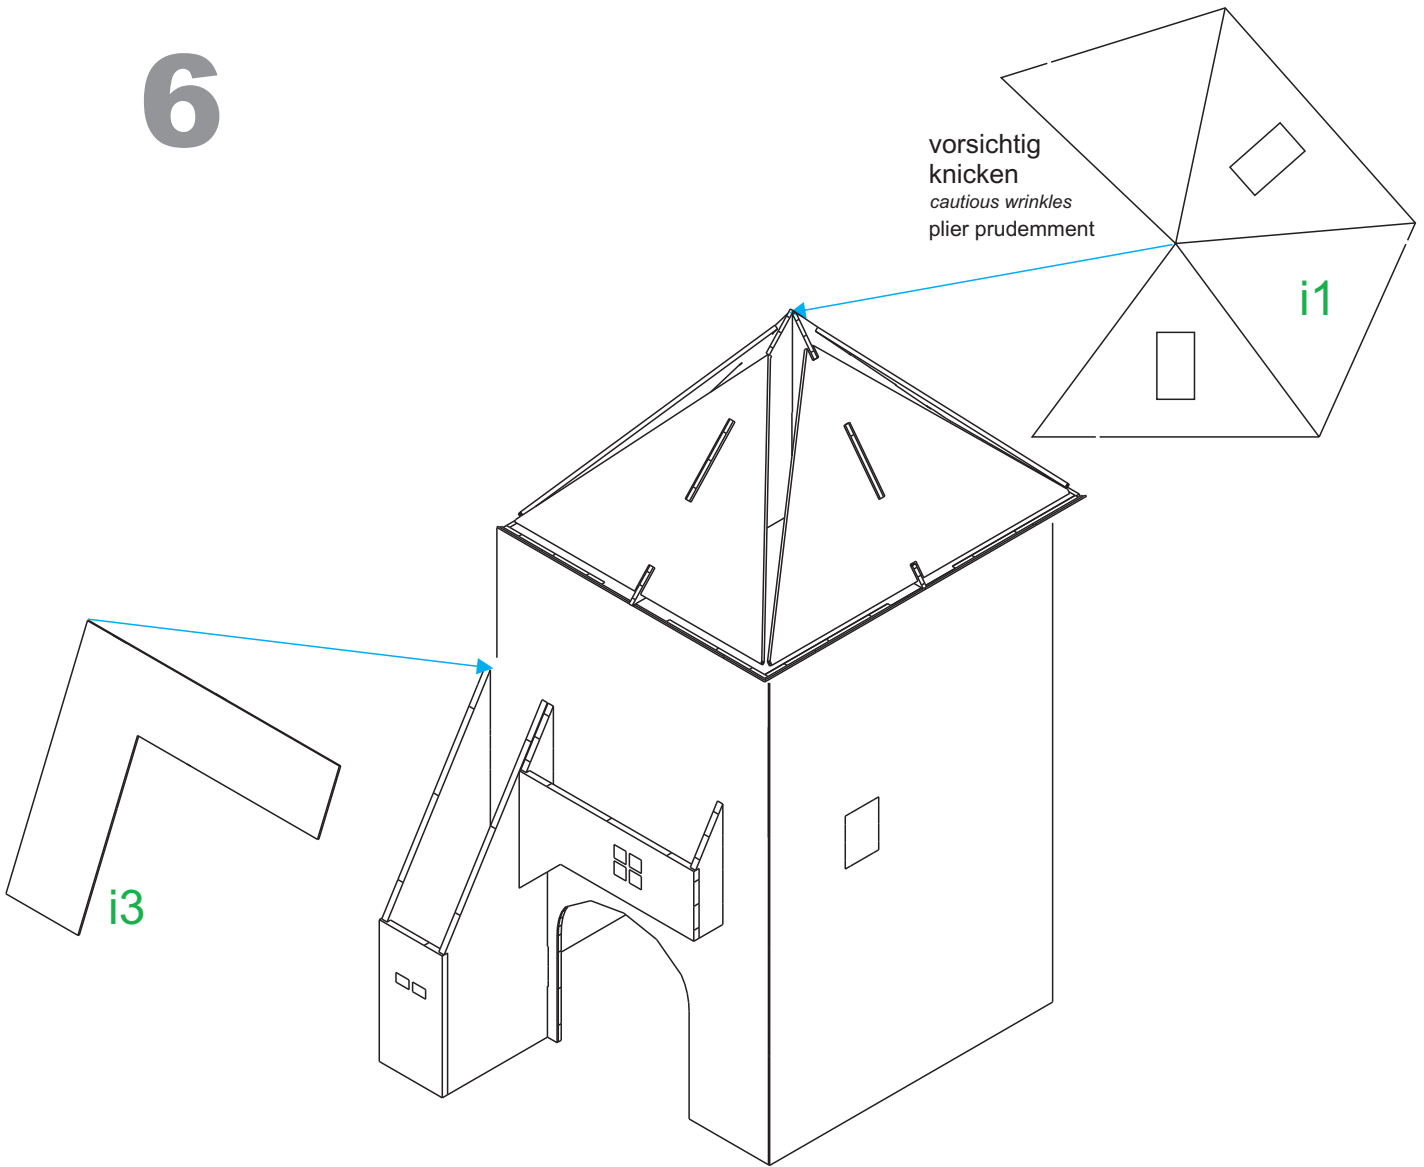 6
vorsichtig
knicken
cautious wrinkles
plier prudemment
i1
i3